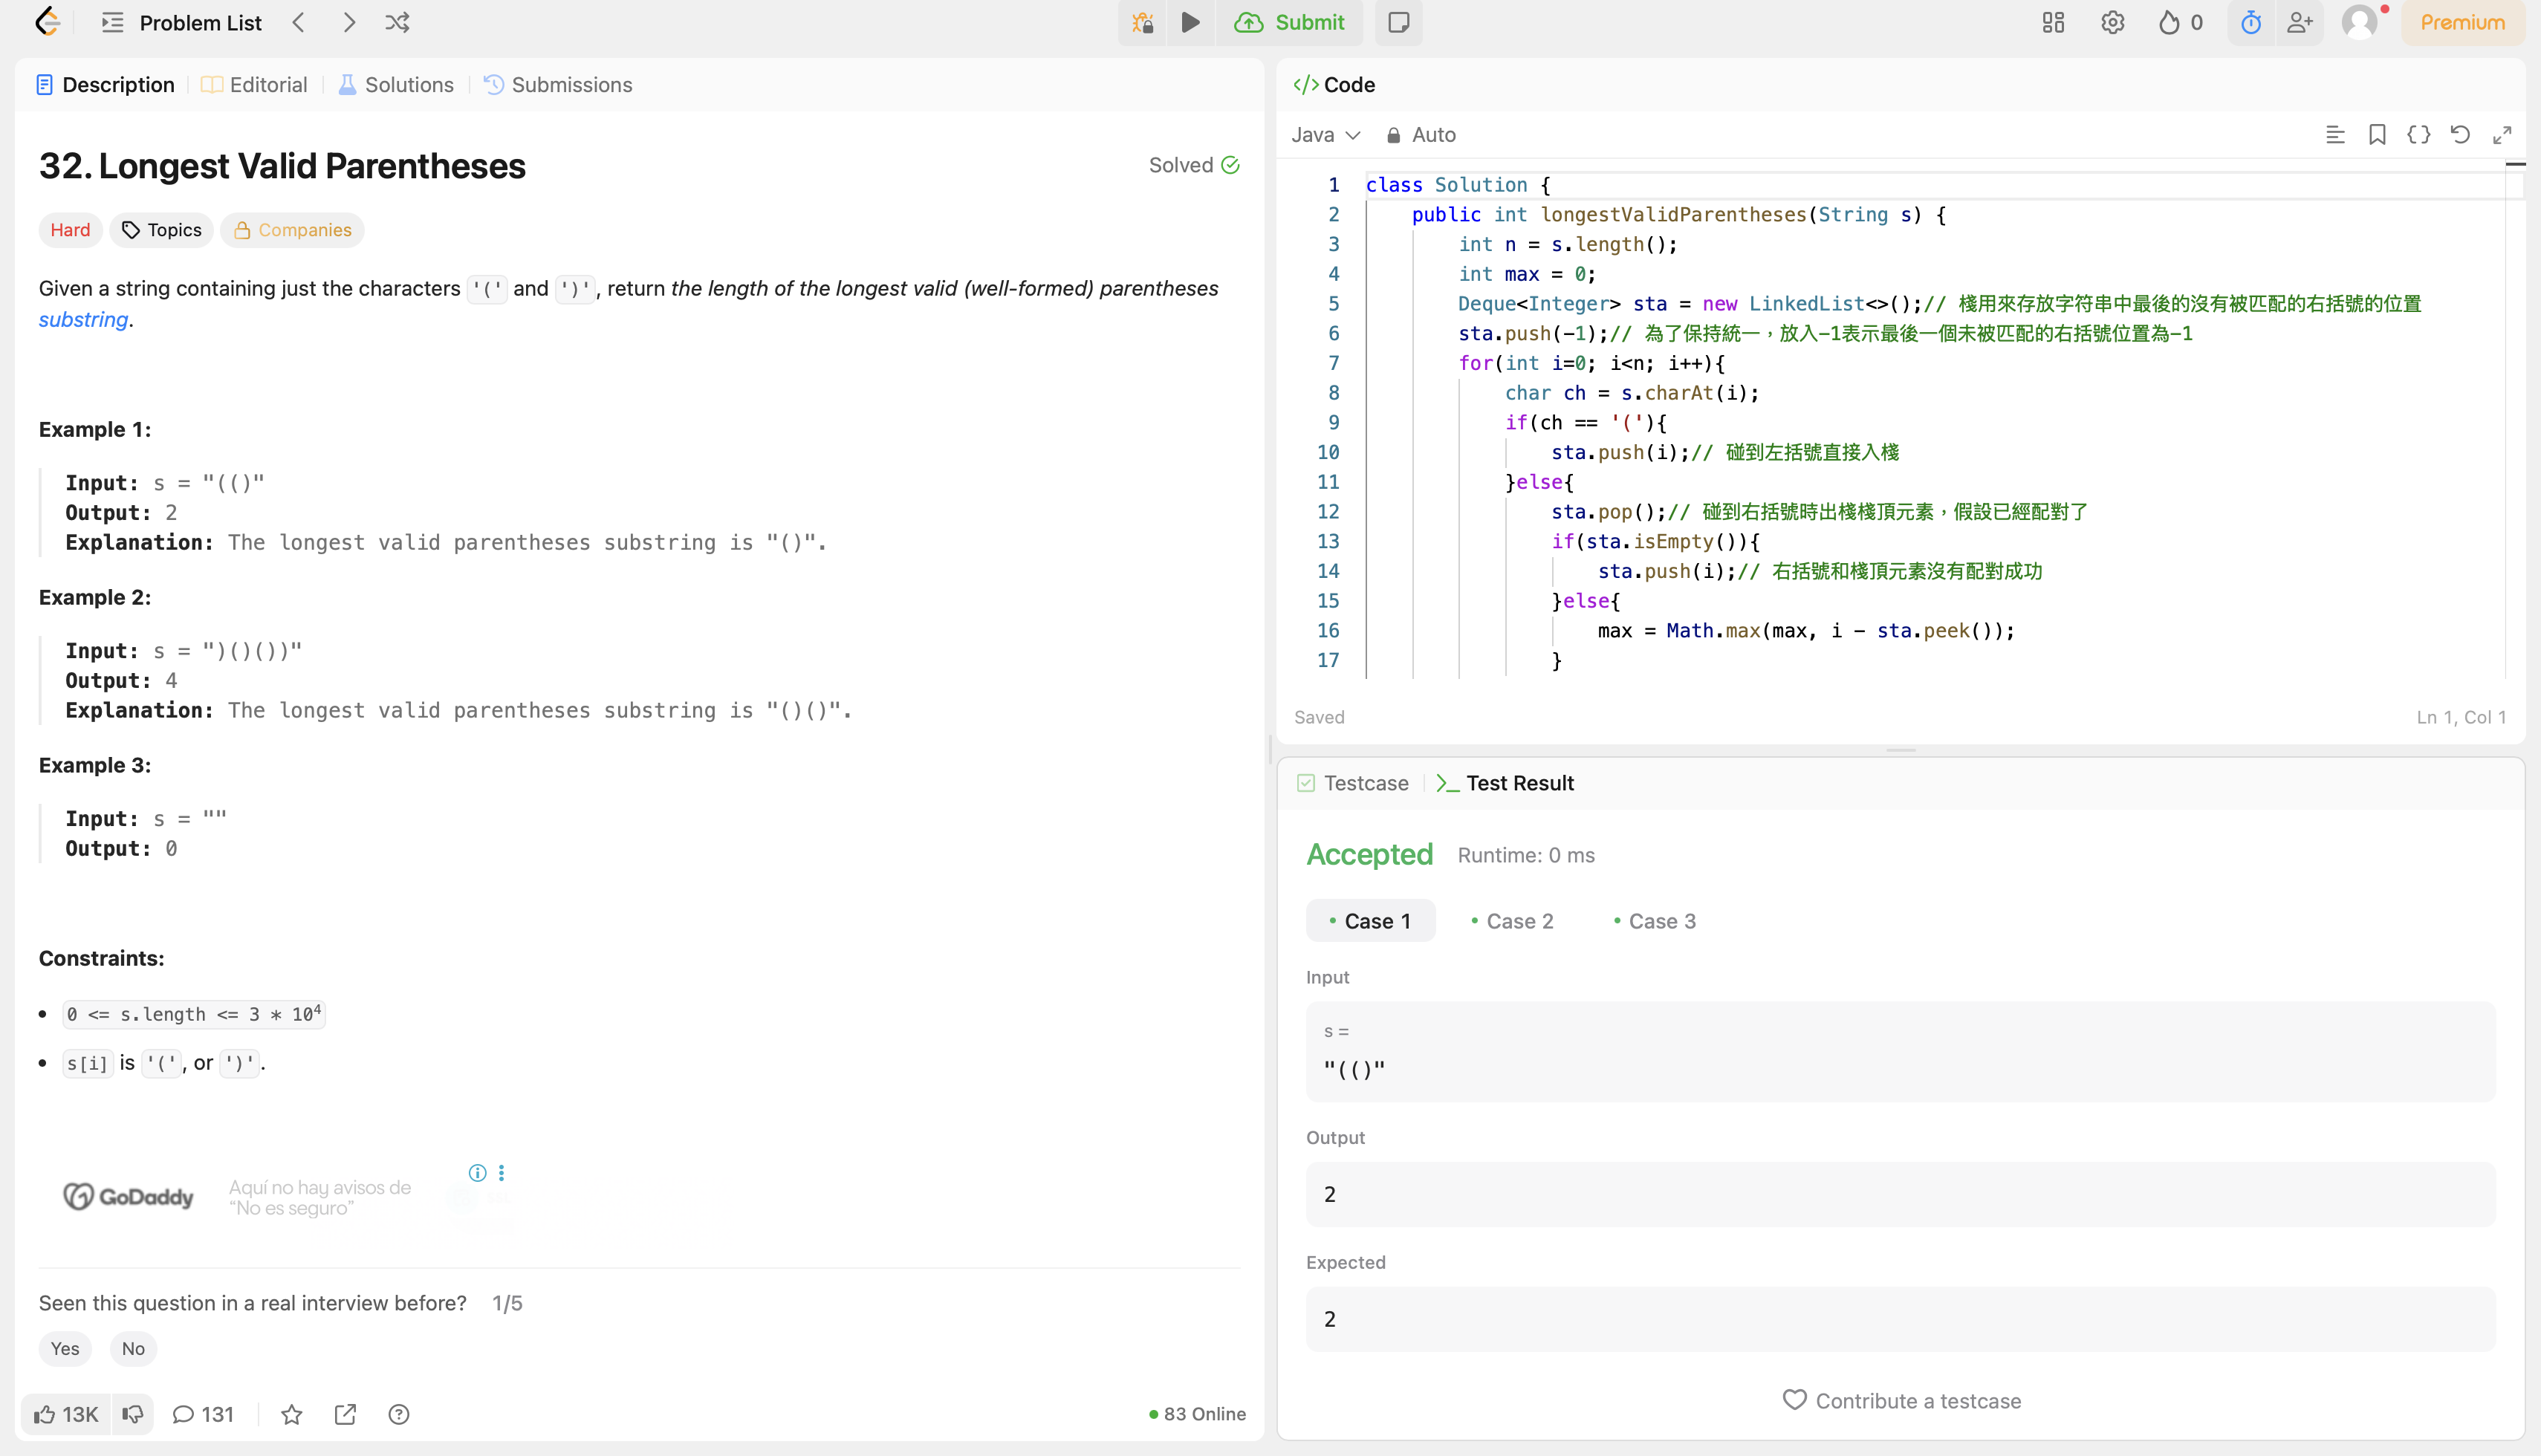 Problem List
Submit
0
Premium
Description
Editorial
Solutions
Submissions
32. Longest Valid Parentheses
Solved
Hard
Topics
Companies
Given a string containing just the characters '(' and ')', return the length of the longest valid (well-formed) parentheses
substring.
Example 1:
Input: s = "(()"
Output: 2
Explanation: The longest valid parentheses substring is "()".
Example 2:
Input: s = ")()())"
Output: 4
Explanation: The longest valid parentheses substring is "()()".
Example 3:
Input: s = ""
Output: 0
Constraints:
• 0 <= s.length <= 3 * 10⁴
• s[i] is '(', or ')'.
GoDaddy
Aquí no hay avisos de
“No es seguro”
Seen this question in a real interview before? 1/5
Yes
No
13K
131
83 Online
</> Code
Java
Auto
1 class Solution {
2 public int longestValidParentheses(String s) {
3 int n = s.length();
4 int max = 0;
5 Deque<Integer> sta = new LinkedList<>();// 棧用來存放字符串中最後的沒有被匹配的右括號的位置
6 sta.push(-1);// 為了保持統一，放入-1表示最後一個未被匹配的右括號位置為-1
7 for(int i=0; i<n; i++){
8 char ch = s.charAt(i);
9 if(ch == '('){
10 sta.push(i);// 碰到左括號直接入棧
11 }else{
12 sta.pop();// 碰到右括號時出棧棧頂元素，假設已經配對了
13 if(sta.isEmpty()){
14 sta.push(i);// 右括號和棧頂元素沒有配對成功
15 }else{
16 max = Math.max(max, i - sta.peek());
17 }
Saved
Ln 1, Col 1
Testcase
Test Result
Accepted
Runtime: 0 ms
• Case 1
• Case 2
• Case 3
Input
s =
"(()"
Output
2
Expected
2
Contribute a testcase